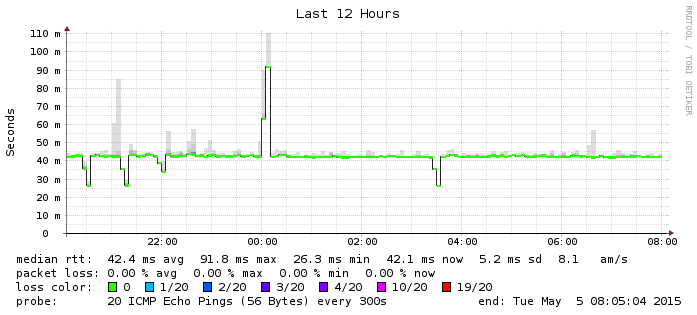 Last 12 Hours
RRDTOOL / TOBI OETIKER
Seconds
110 m
100 m
90 m
80 m
70 m
60 m
50 m
40 m
30 m
20 m
10 m
0
22:00 00:00 02:00 04:00 06:00 08:00
median rtt: 42.4 ms avg 91.8 ms max 26.3 ms min 42.1 ms now 5.2 ms sd 8.1 am/s
packet loss: 0.00 % avg 0.00 % max 0.00 % min 0.00 % now
loss color: 0 1/20 2/20 3/20 4/20 10/20 19/20
probe: 20 ICMP Echo Pings (56 Bytes) every 300s end: Tue May 5 08:05:04 2015